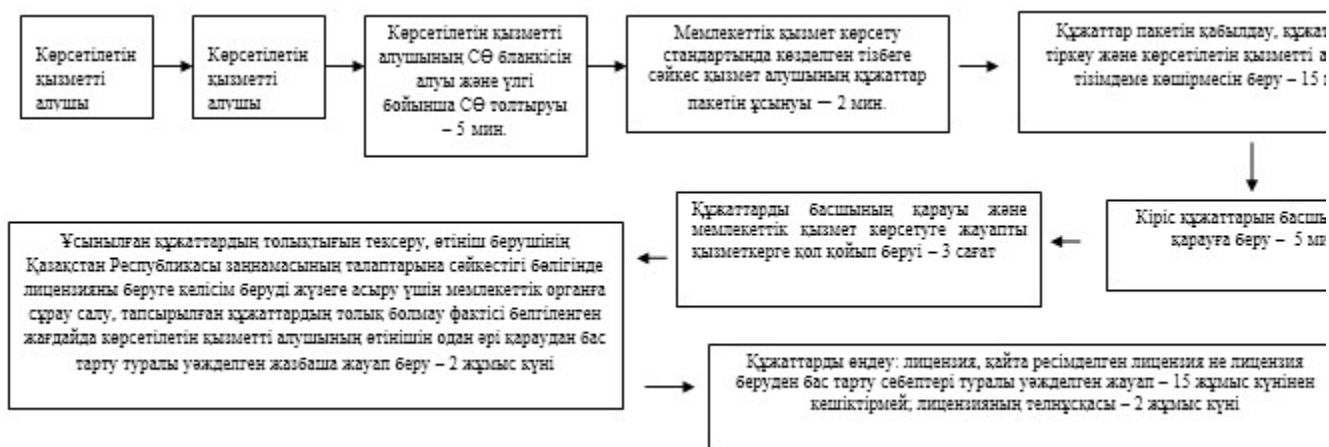 Көрсетілетін
қызметті
алушы
Көрсетілетін
қызметті
алушы
Көрсетілетін қызметті
алушының СӨ бланкісін
алуы және үлгі
бойынша СӨ толтыруы
– 5 мин.
Мемлекеттік қызмет көрсету
стандартында көзделген тізбеге
сәйкес қызмет алушының құжаттар
пакетін ұсынуы – 2 мин.
Құжаттар пакетін қабылдау,
тіркеу және көрсетілетін қызметті
тізімдеме көшірмесін беру – 15
Кіріс құжаттарын
қарауға беру – 5
Құжаттарды басшының қарауы және
мемлекеттік қызмет көрсетуге жауапты
қызметкерге қол қойып беруі – 3 сағат
Ұсынылған құжаттардың толықтығын тексеру, өтініш берушінің
Қазақстан Республикасы заңнамасының талаптарына сәйкестігі бөлігінде
лицензияны беруге келісім беруді жүзеге асыру үшін мемлекеттік органға
сұрау салу, тапсырылған құжаттардың толық болмау фактісі белгіленген
жағдайда көрсетілетін қызметті алушының өтінішін одан әрі қараудан бас
тарту туралы уәжделген жазбаша жауап беру – 2 жұмыс күні
Құжаттарды өңдеу: лицензия, қайта ресімделген лицензия не лицензия
беруден бас тарту себептері туралы уәжделген жауап – 15 жұмыс күнінен
кешіктірмей; лицензияның телнұсқасы – 2 жұмыс күні